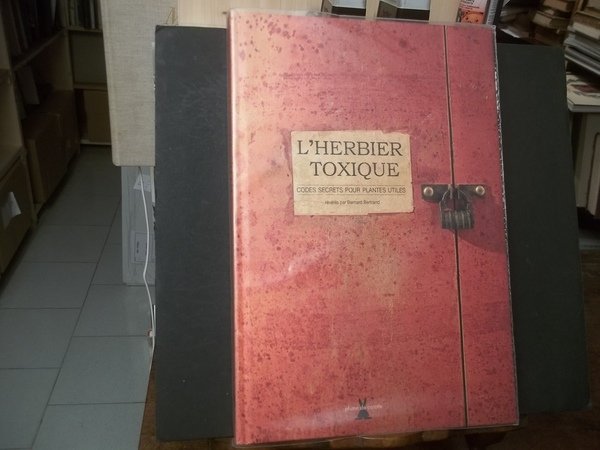 L'HERBIER
TOXIQUE
CODES SECRETS POUR PLANTES UTILES
révélés par Bernard Bertrand